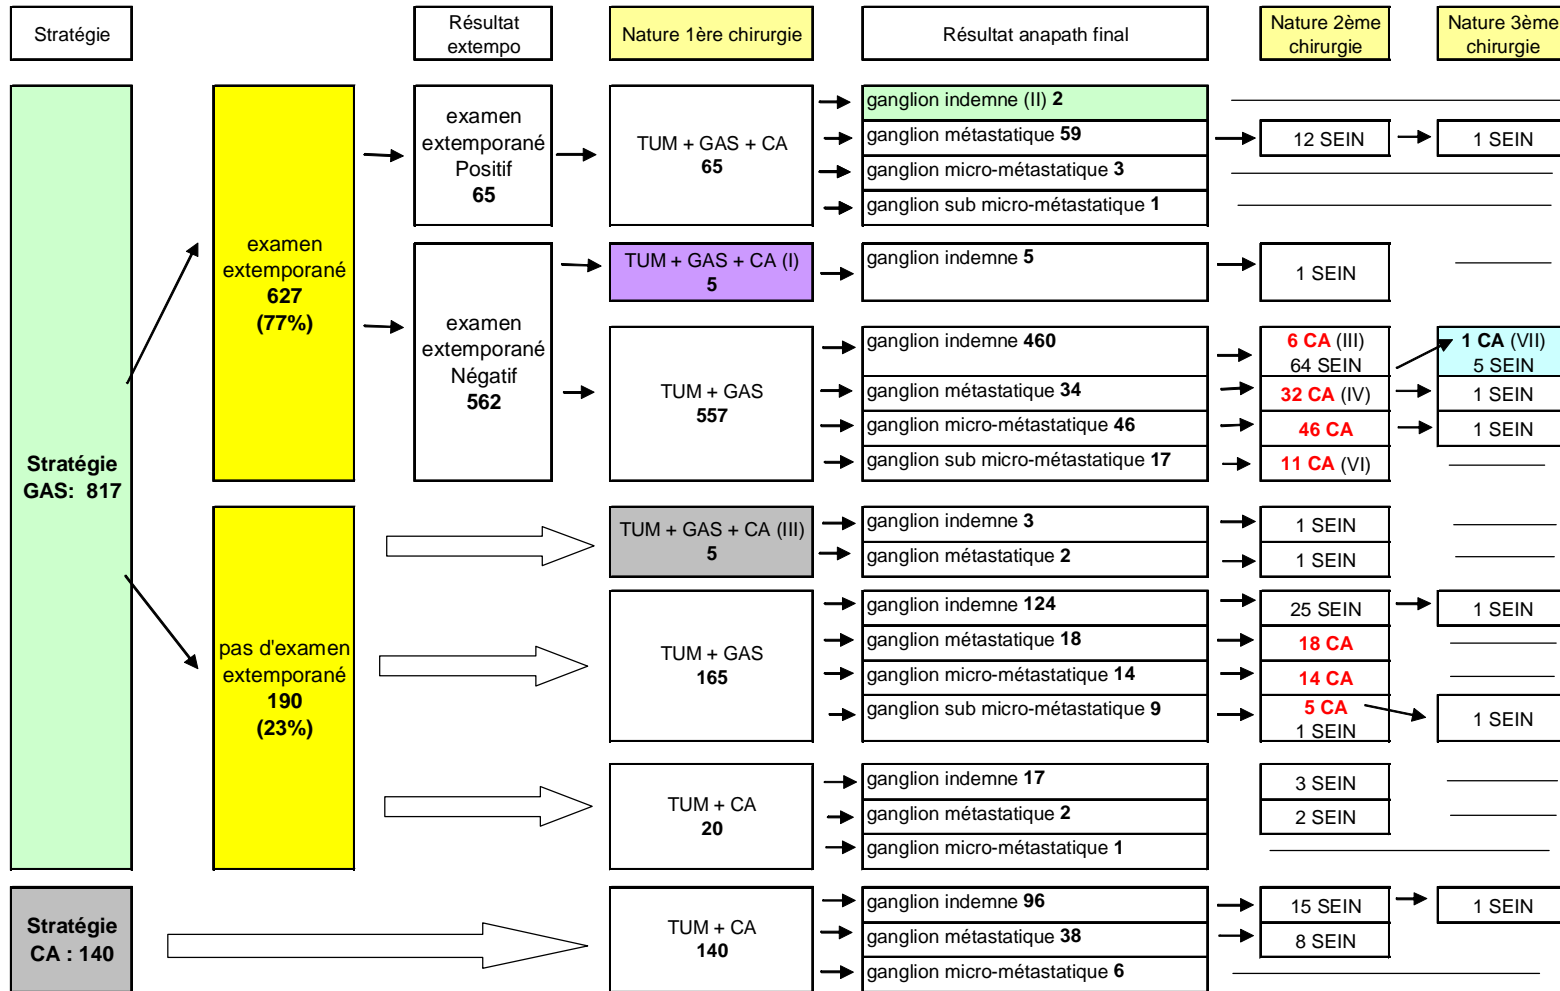 Stratégie
Résultat
extempo
Nature 1ère chirurgie
Résultat anapath final
Nature 2ème
chirurgie
Nature 3ème
chirurgie
Stratégie
GAS: 817
examen
extemporané
627
(77%)
examen
extemporané
Positif
65
TUM + GAS + CA
65
ganglion indemne (II) 2
ganglion métastatique 59
12 SEIN
1 SEIN
ganglion micro-métastatique 3
ganglion sub micro-métastatique 1
examen
extemporané
Négatif
562
TUM + GAS + CA (I)
5
ganglion indemne 5
1 SEIN
TUM + GAS
557
ganglion indemne 460
6 CA (III)
64 SEIN
1 CA (VII)
5 SEIN
ganglion métastatique 34
32 CA (IV)
1 SEIN
ganglion micro-métastatique 46
46 CA
1 SEIN
ganglion sub micro-métastatique 17
11 CA (VI)
pas d'examen
extemporané
190
(23%)
TUM + GAS + CA (III)
5
ganglion indemne 3
1 SEIN
ganglion métastatique 2
1 SEIN
TUM + GAS
165
ganglion indemne 124
25 SEIN
1 SEIN
ganglion métastatique 18
18 CA
ganglion micro-métastatique 14
14 CA
ganglion sub micro-métastatique 9
5 CA
1 SEIN
1 SEIN
TUM + CA
20
ganglion indemne 17
3 SEIN
ganglion métastatique 2
2 SEIN
ganglion micro-métastatique 1
Stratégie
CA : 140
TUM + CA
140
ganglion indemne 96
15 SEIN
1 SEIN
ganglion métastatique 38
8 SEIN
ganglion micro-métastatique 6